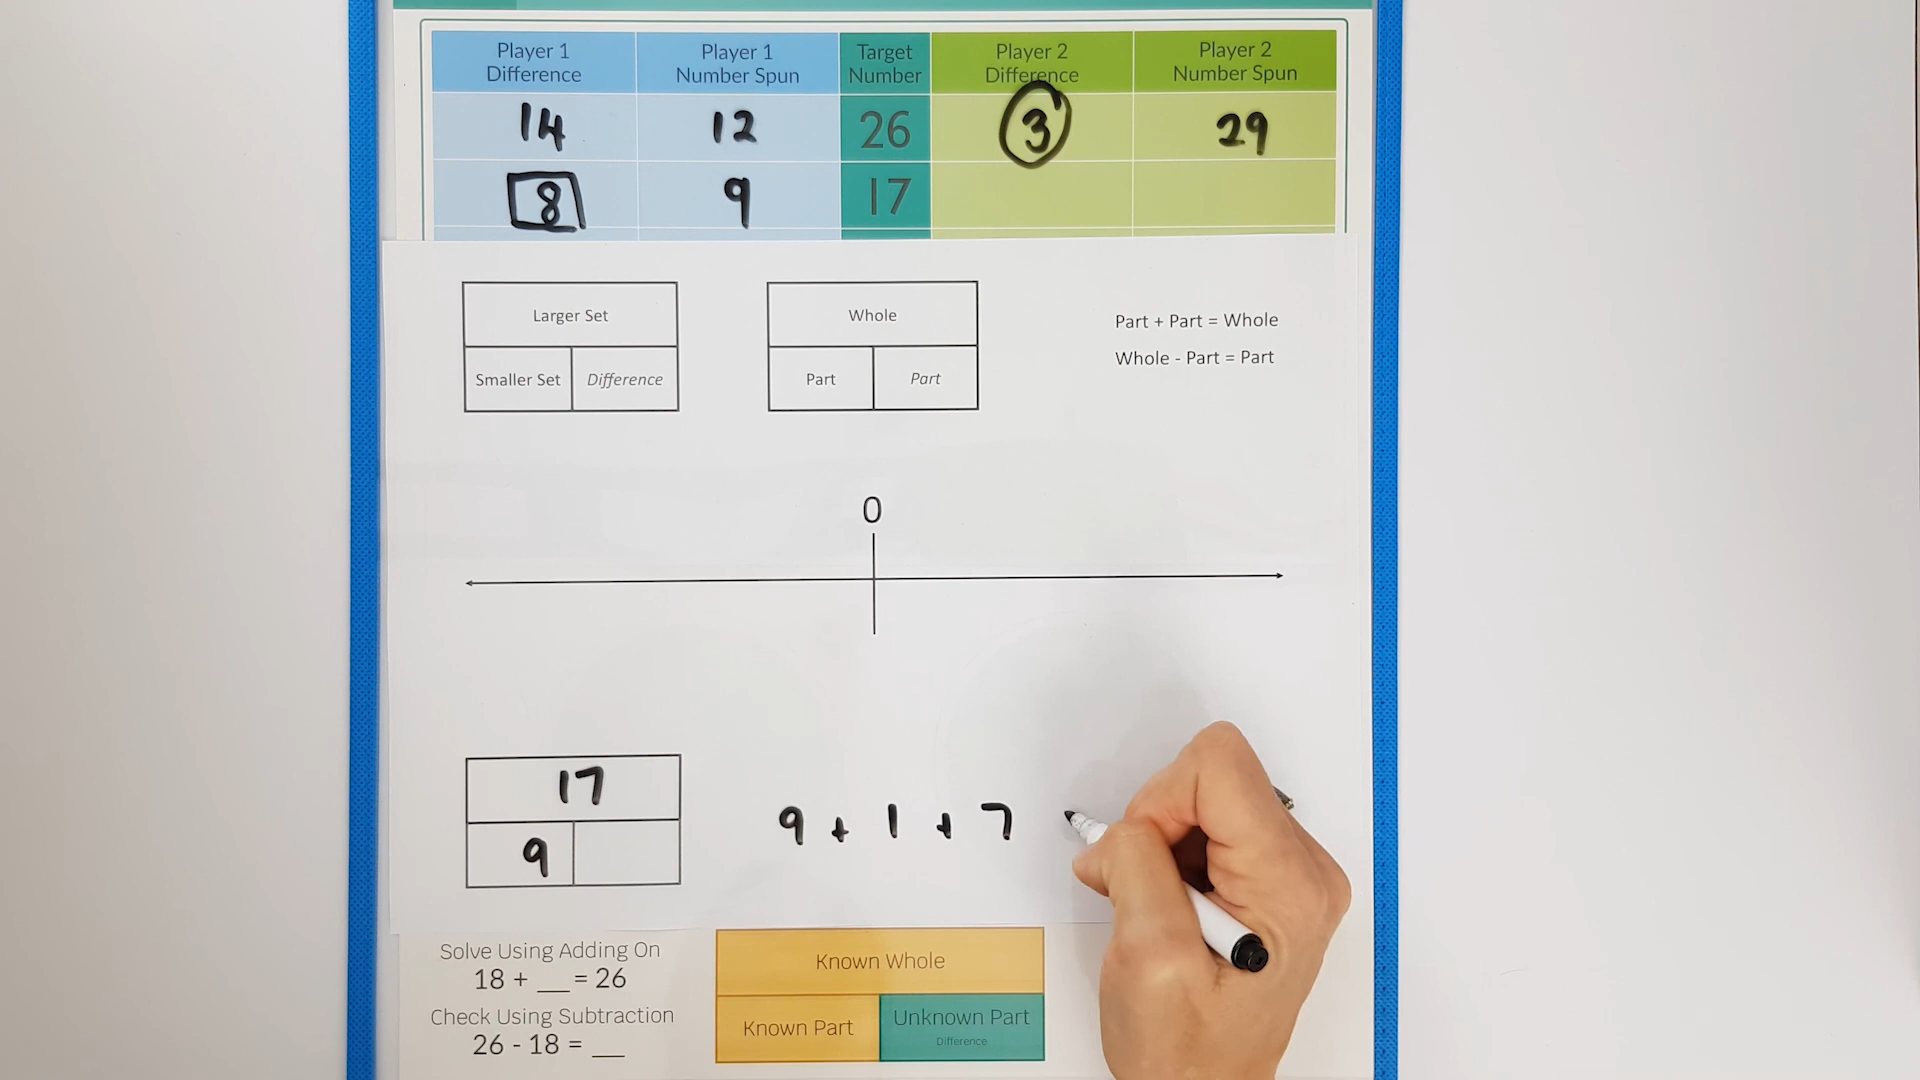 Player 1 Difference
Player 1 Number Spun
Target Number
Player 2 Difference
Player 2 Number Spun
14 12 26 3 29
8 9 17
Larger Set
Smaller Set Difference
Whole
Part Part
Part + Part = Whole
Whole - Part = Part
0
17
9
9 + 1 + 7
Solve Using Adding On
18 + __ = 26
Check Using Subtraction
26 - 18 = __
Known Whole
Known Part
Unknown Part
Difference